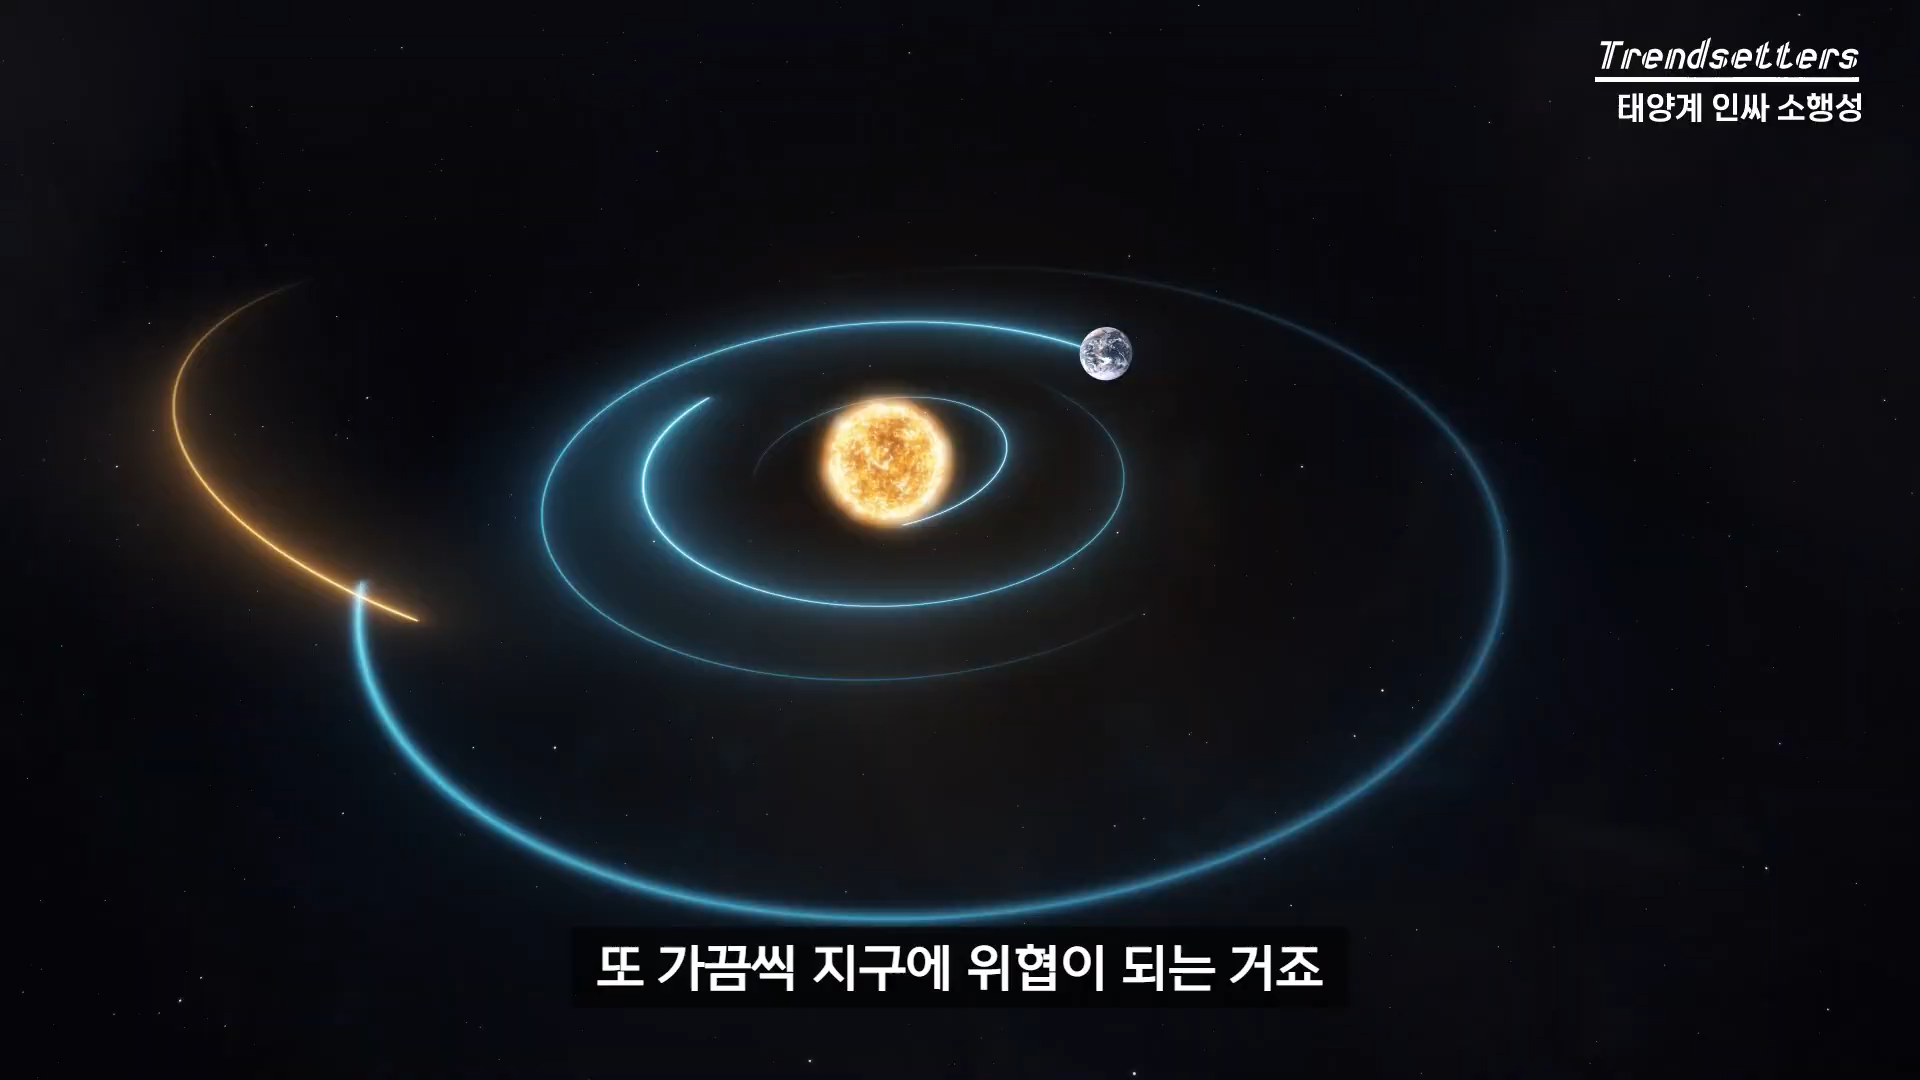 Trendsetters
태양계 인싸 소행성
또 가끔씩 지구에 위협이 되는 거죠